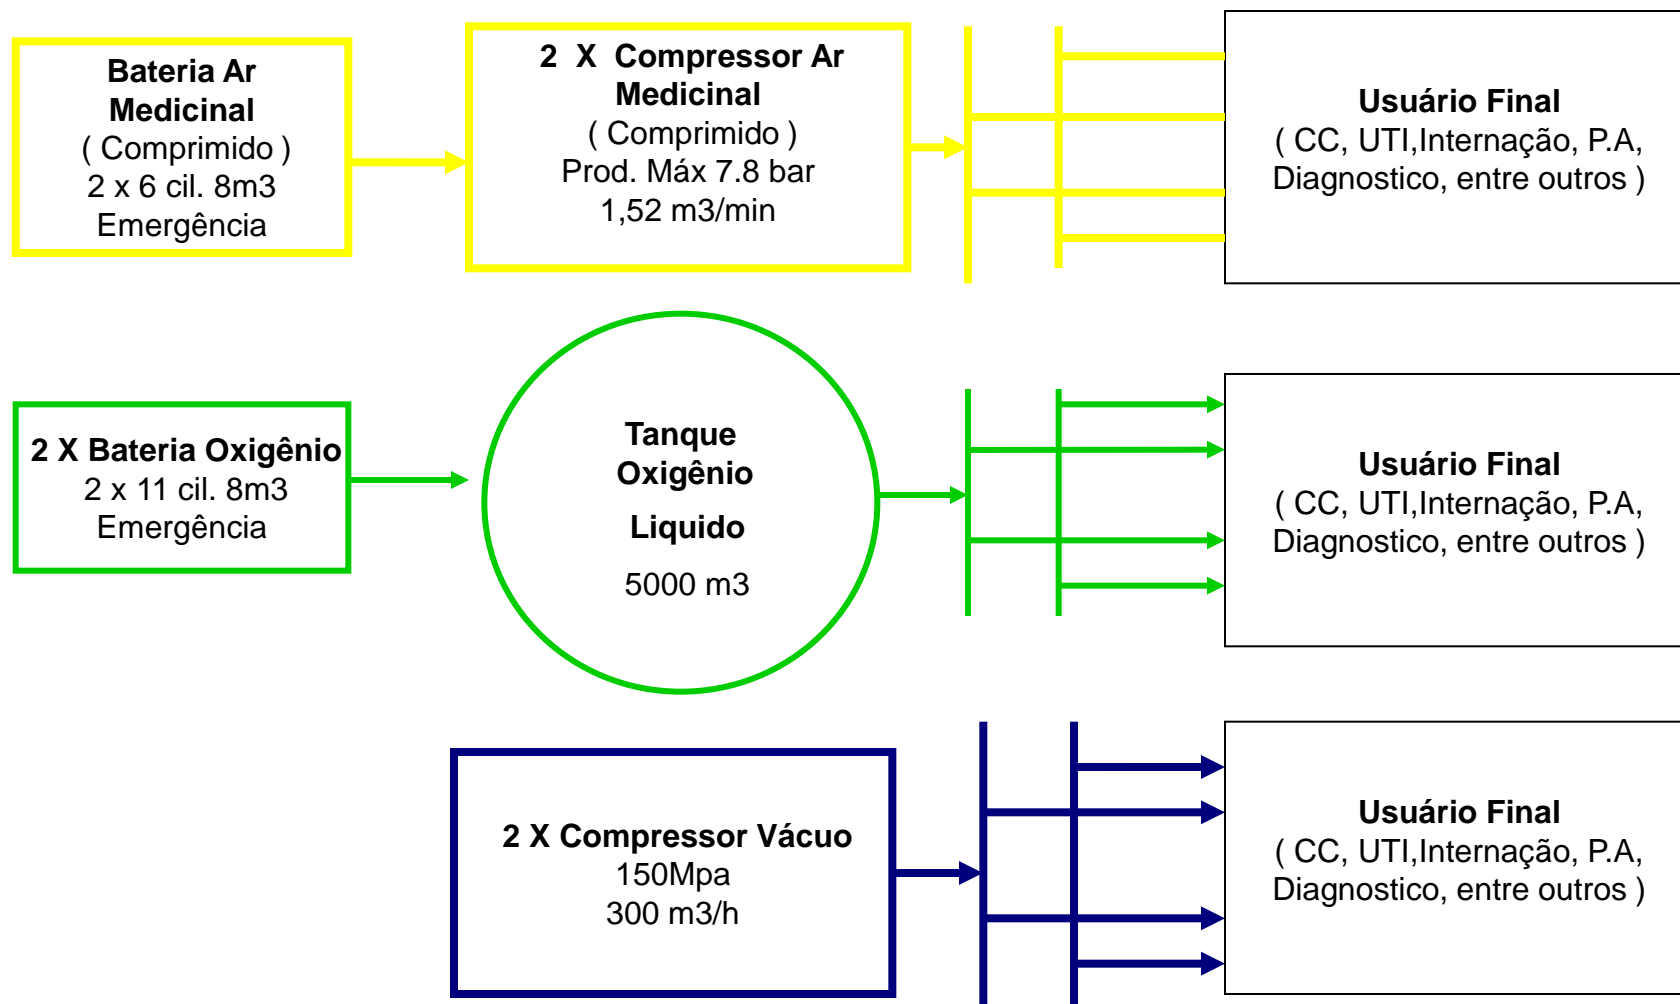 Bateria Ar
Medicinal
( Comprimido )
2 x 6 cil. 8m3
Emergência
2 X Compressor Ar
Medicinal
( Comprimido )
Prod. Máx 7.8 bar
1,52 m3/min
Usuário Final
( CC, UTI,Internação, P.A,
Diagnostico, entre outros )
2 X Bateria Oxigênio
2 x 11 cil. 8m3
Emergência
Tanque
Oxigênio
Liquido
5000 m3
Usuário Final
( CC, UTI,Internação, P.A,
Diagnostico, entre outros )
2 X Compressor Vácuo
150Mpa
300 m3/h
Usuário Final
( CC, UTI,Internação, P.A,
Diagnostico, entre outros )